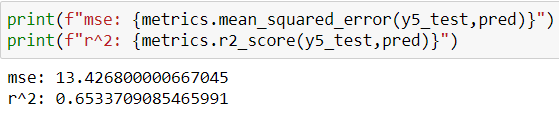 print(f"mse: {metrics.mean_squared_error(y5_test,pred)}")
print(f"r^2: {metrics.r2_score(y5_test,pred)}")
mse: 13.426800000667045
r^2: 0.6533709085465991